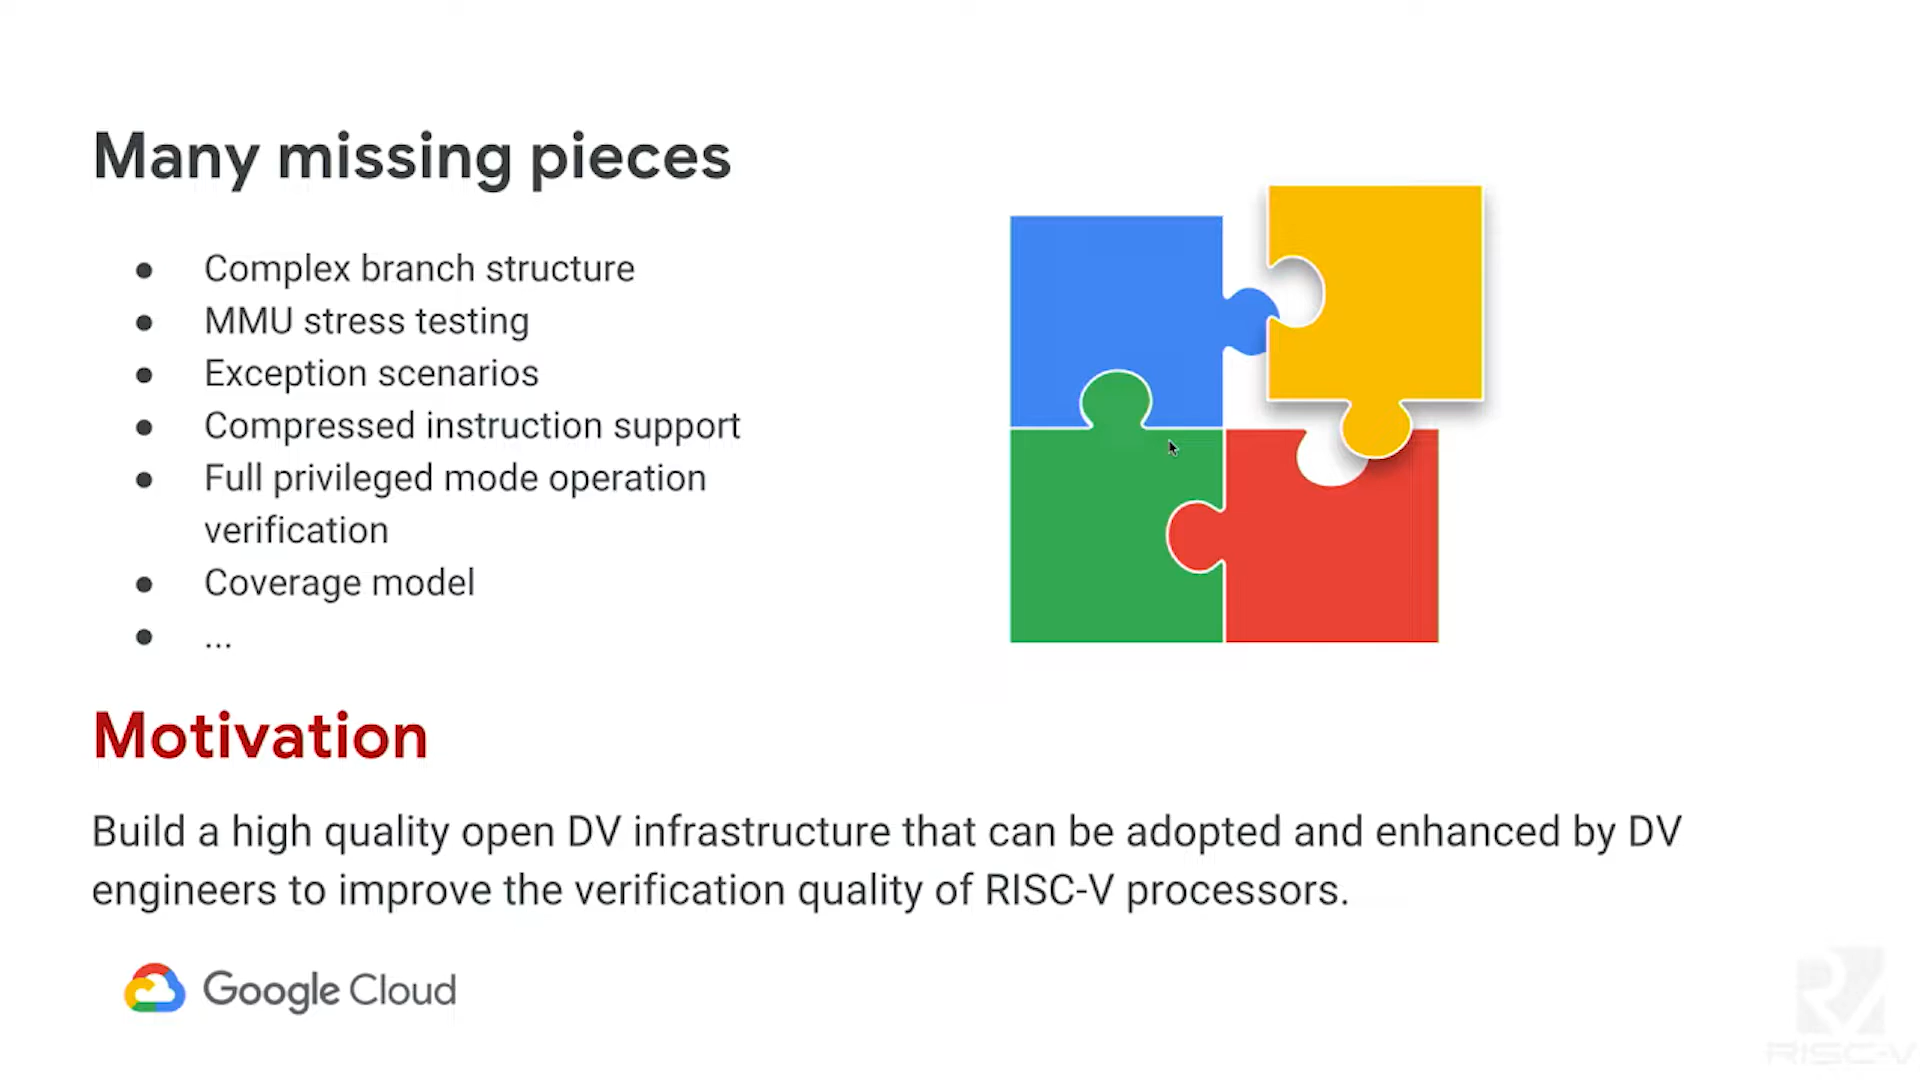 Many missing pieces
● Complex branch structure
● MMU stress testing
● Exception scenarios
● Compressed instruction support
● Full privileged mode operation
verification
● Coverage model
● ...
Motivation
Build a high quality open DV infrastructure that can be adopted and enhanced by DV
engineers to improve the verification quality of RISC-V processors.
Google Cloud
RISC-V